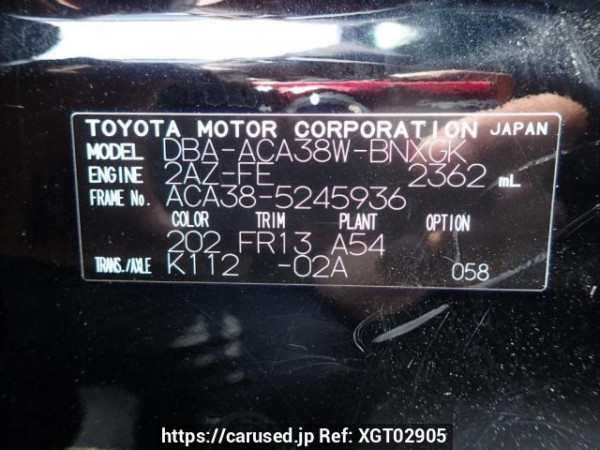 TOYOTA MOTOR CORPORATION JAPAN
MODEL DBA-ACA38W-BNXGK
ENGINE 2AZ-FE 2362 mL
FRAME No. ACA38-5245936
COLOR TRIM PLANT OPTION
202 FR13 A54
TRANS./AXLE K112 -02A 058
https://carused.jp Ref: XGT02905